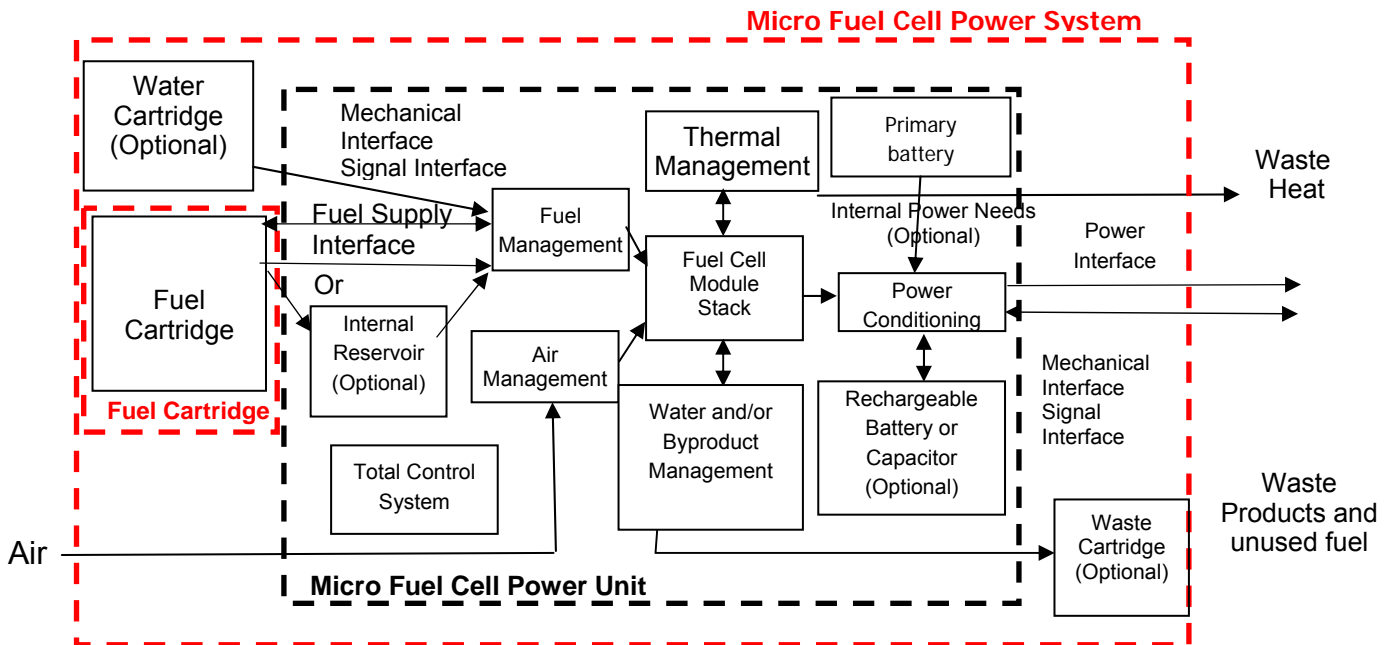 Micro Fuel Cell Power System
Water
Cartridge
(Optional)
Mechanical
Interface
Signal Interface
Thermal
Management
Primary
battery
Waste
Heat
Fuel Supply
Interface
Or
Fuel
Management
Internal Power Needs
(Optional)
Power
Interface
Fuel
Cartridge
Fuel Cartridge
Internal
Reservoir
(Optional)
Fuel Cell
Module
Stack
Power
Conditioning
Air
Management
Mechanical
Interface
Signal
Interface
Water and/or
Byproduct
Management
Rechargeable
Battery or
Capacitor
(Optional)
Total Control
System
Waste
Products and
unused fuel
Waste
Cartridge
(Optional)
Air
Micro Fuel Cell Power Unit